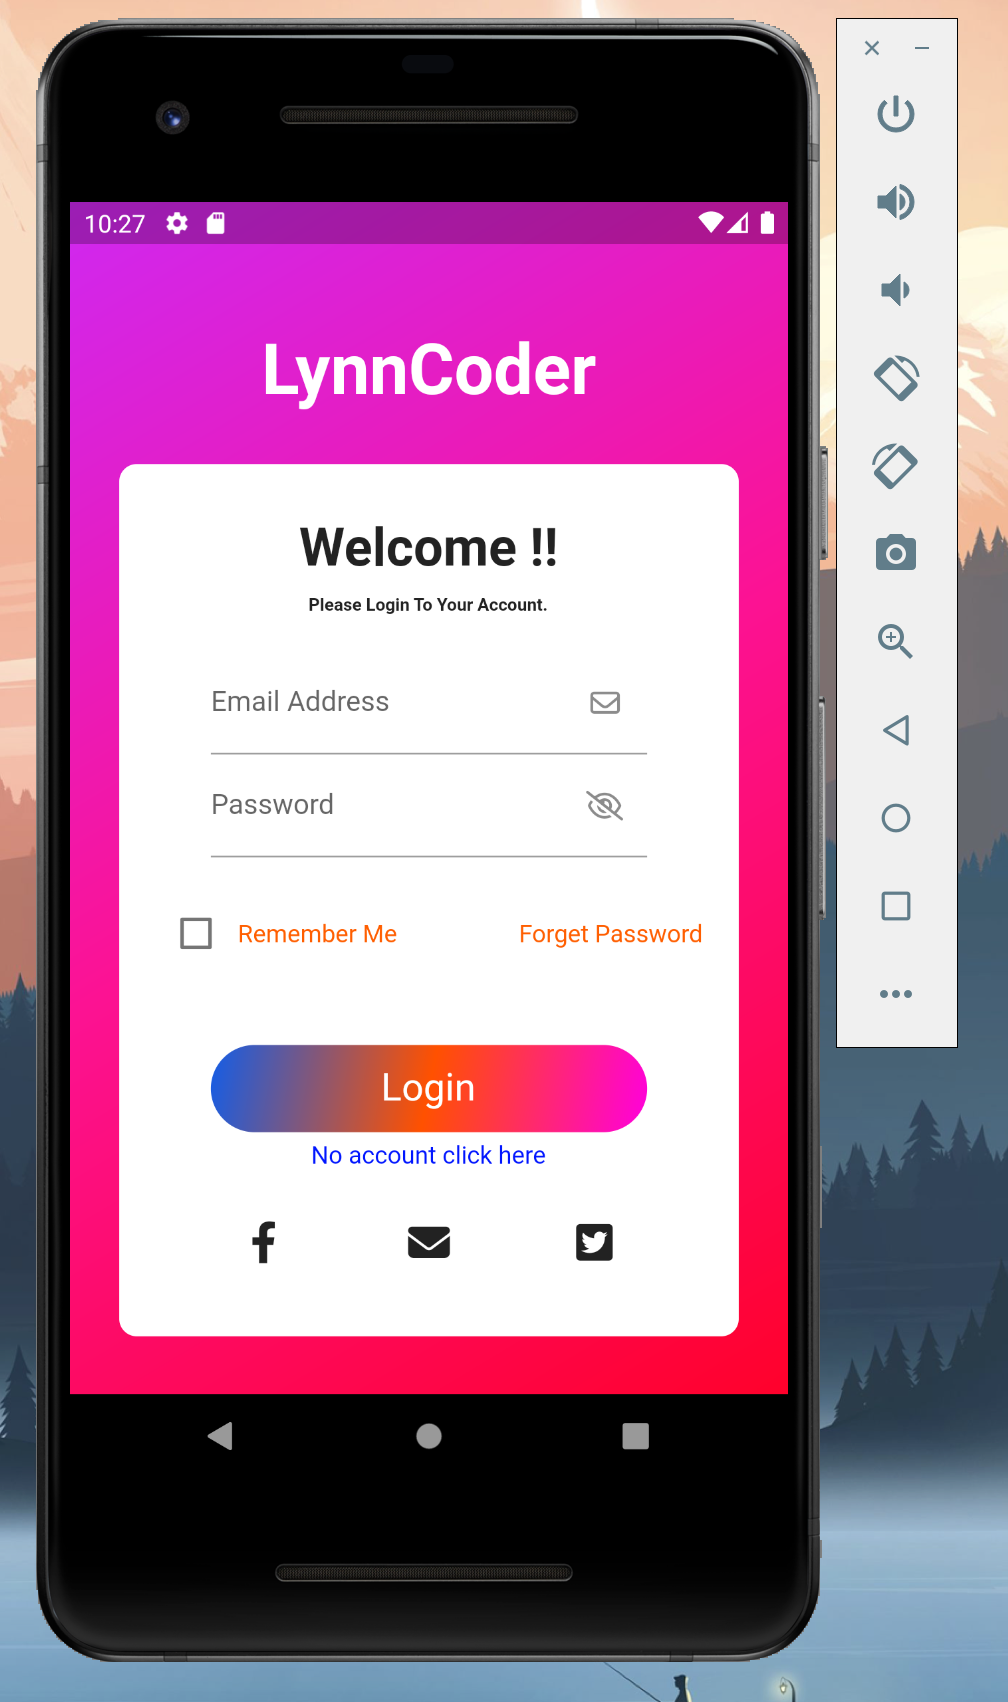 10:27
LynnCoder
Welcome !!
Please Login To Your Account.
Email Address
Password
Remember Me
Forget Password
Login
No account click here